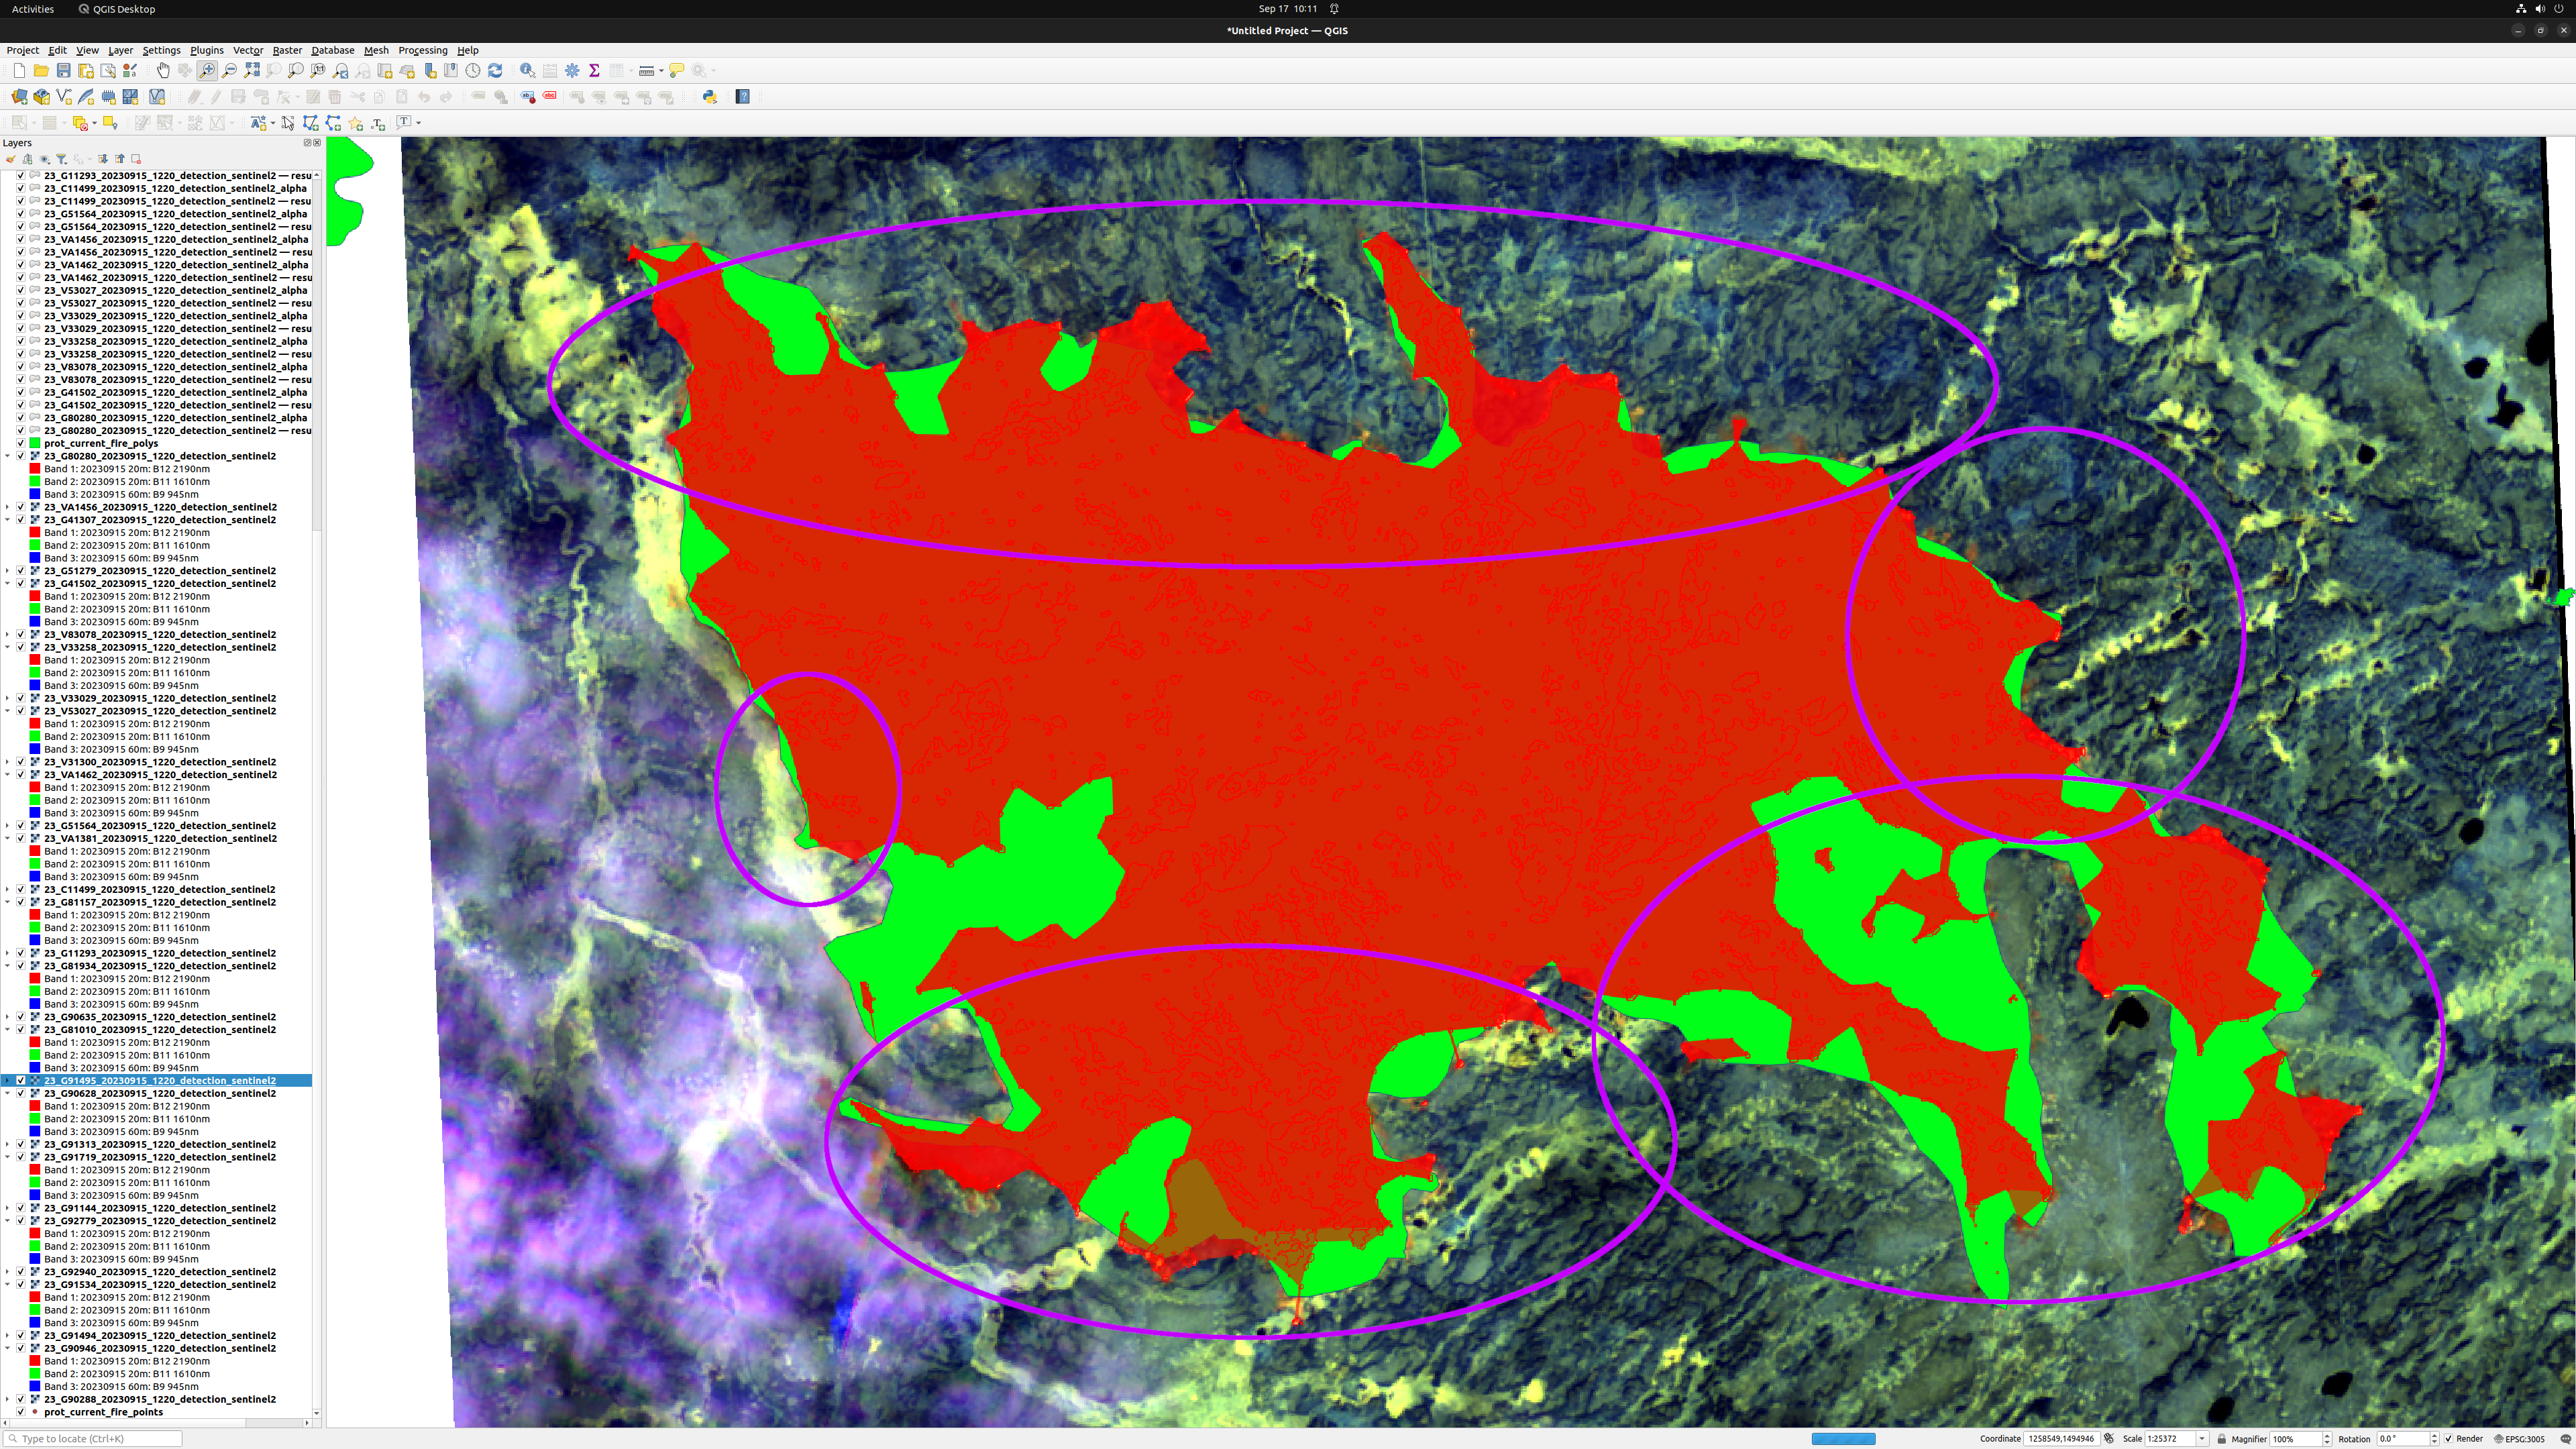 Activities QGIS Desktop Sep 17 10:11
*Untitled Project — QGIS
Project Edit View Layer Settings Plugins Vector Raster Database Mesh Processing Help
Layers
23_G11293_20230915_1220_detection_sentinel2 — resu
23_C11499_20230915_1220_detection_sentinel2_alpha
23_C11499_20230915_1220_detection_sentinel2 — resu
23_G51564_20230915_1220_detection_sentinel2_alpha
23_G51564_20230915_1220_detection_sentinel2 — resu
23_VA1456_20230915_1220_detection_sentinel2_alpha
23_VA1456_20230915_1220_detection_sentinel2 — resu
23_VA1462_20230915_1220_detection_sentinel2_alpha
23_VA1462_20230915_1220_detection_sentinel2 — resu
23_V53027_20230915_1220_detection_sentinel2_alpha
23_V53027_20230915_1220_detection_sentinel2 — resu
23_V33029_20230915_1220_detection_sentinel2_alpha
23_V33029_20230915_1220_detection_sentinel2 — resu
23_V33258_20230915_1220_detection_sentinel2_alpha
23_V33258_20230915_1220_detection_sentinel2 — resu
23_V83078_20230915_1220_detection_sentinel2_alpha
23_V83078_20230915_1220_detection_sentinel2 — resu
23_G41502_20230915_1220_detection_sentinel2_alpha
23_G41502_20230915_1220_detection_sentinel2 — resu
23_G80280_20230915_1220_detection_sentinel2_alpha
23_G80280_20230915_1220_detection_sentinel2 — resu
prot_current_fire_polys
23_G80280_20230915_1220_detection_sentinel2
Band 1: 20230915 20m: B12 2190nm
Band 2: 20230915 20m: B11 1610nm
Band 3: 20230915 60m: B9 945nm
23_VA1456_20230915_1220_detection_sentinel2
23_G41307_20230915_1220_detection_sentinel2
Band 1: 20230915 20m: B12 2190nm
Band 2: 20230915 20m: B11 1610nm
Band 3: 20230915 60m: B9 945nm
23_G51279_20230915_1220_detection_sentinel2
23_G41502_20230915_1220_detection_sentinel2
Band 1: 20230915 20m: B12 2190nm
Band 2: 20230915 20m: B11 1610nm
Band 3: 20230915 60m: B9 945nm
23_V83078_20230915_1220_detection_sentinel2
23_V33258_20230915_1220_detection_sentinel2
Band 1: 20230915 20m: B12 2190nm
Band 2: 20230915 20m: B11 1610nm
Band 3: 20230915 60m: B9 945nm
23_V33029_20230915_1220_detection_sentinel2
23_V53027_20230915_1220_detection_sentinel2
Band 1: 20230915 20m: B12 2190nm
Band 2: 20230915 20m: B11 1610nm
Band 3: 20230915 60m: B9 945nm
23_V31300_20230915_1220_detection_sentinel2
23_VA1462_20230915_1220_detection_sentinel2
Band 1: 20230915 20m: B12 2190nm
Band 2: 20230915 20m: B11 1610nm
Band 3: 20230915 60m: B9 945nm
23_G51564_20230915_1220_detection_sentinel2
23_VA1381_20230915_1220_detection_sentinel2
Band 1: 20230915 20m: B12 2190nm
Band 2: 20230915 20m: B11 1610nm
Band 3: 20230915 60m: B9 945nm
23_C11499_20230915_1220_detection_sentinel2
23_G81157_20230915_1220_detection_sentinel2
Band 1: 20230915 20m: B12 2190nm
Band 2: 20230915 20m: B11 1610nm
Band 3: 20230915 60m: B9 945nm
23_G11293_20230915_1220_detection_sentinel2
23_G81934_20230915_1220_detection_sentinel2
Band 1: 20230915 20m: B12 2190nm
Band 2: 20230915 20m: B11 1610nm
Band 3: 20230915 60m: B9 945nm
23_G90635_20230915_1220_detection_sentinel2
23_G81010_20230915_1220_detection_sentinel2
Band 1: 20230915 20m: B12 2190nm
Band 2: 20230915 20m: B11 1610nm
Band 3: 20230915 60m: B9 945nm
23_G91495_20230915_1220_detection_sentinel2
23_G90628_20230915_1220_detection_sentinel2
Band 1: 20230915 20m: B12 2190nm
Band 2: 20230915 20m: B11 1610nm
Band 3: 20230915 60m: B9 945nm
23_G91313_20230915_1220_detection_sentinel2
23_G91719_20230915_1220_detection_sentinel2
Band 1: 20230915 20m: B12 2190nm
Band 2: 20230915 20m: B11 1610nm
Band 3: 20230915 60m: B9 945nm
23_G91144_20230915_1220_detection_sentinel2
23_G92779_20230915_1220_detection_sentinel2
Band 1: 20230915 20m: B12 2190nm
Band 2: 20230915 20m: B11 1610nm
Band 3: 20230915 60m: B9 945nm
23_G92940_20230915_1220_detection_sentinel2
23_G91534_20230915_1220_detection_sentinel2
Band 1: 20230915 20m: B12 2190nm
Band 2: 20230915 20m: B11 1610nm
Band 3: 20230915 60m: B9 945nm
23_G91494_20230915_1220_detection_sentinel2
23_G90946_20230915_1220_detection_sentinel2
Band 1: 20230915 20m: B12 2190nm
Band 2: 20230915 20m: B11 1610nm
Band 3: 20230915 60m: B9 945nm
23_G90288_20230915_1220_detection_sentinel2
prot_current_fire_points
Type to locate (Ctrl+K) Coordinate 1258549,1494946 Scale 1:25372 Magnifier 100% Rotation 0.0 ° Render EPSG:3005